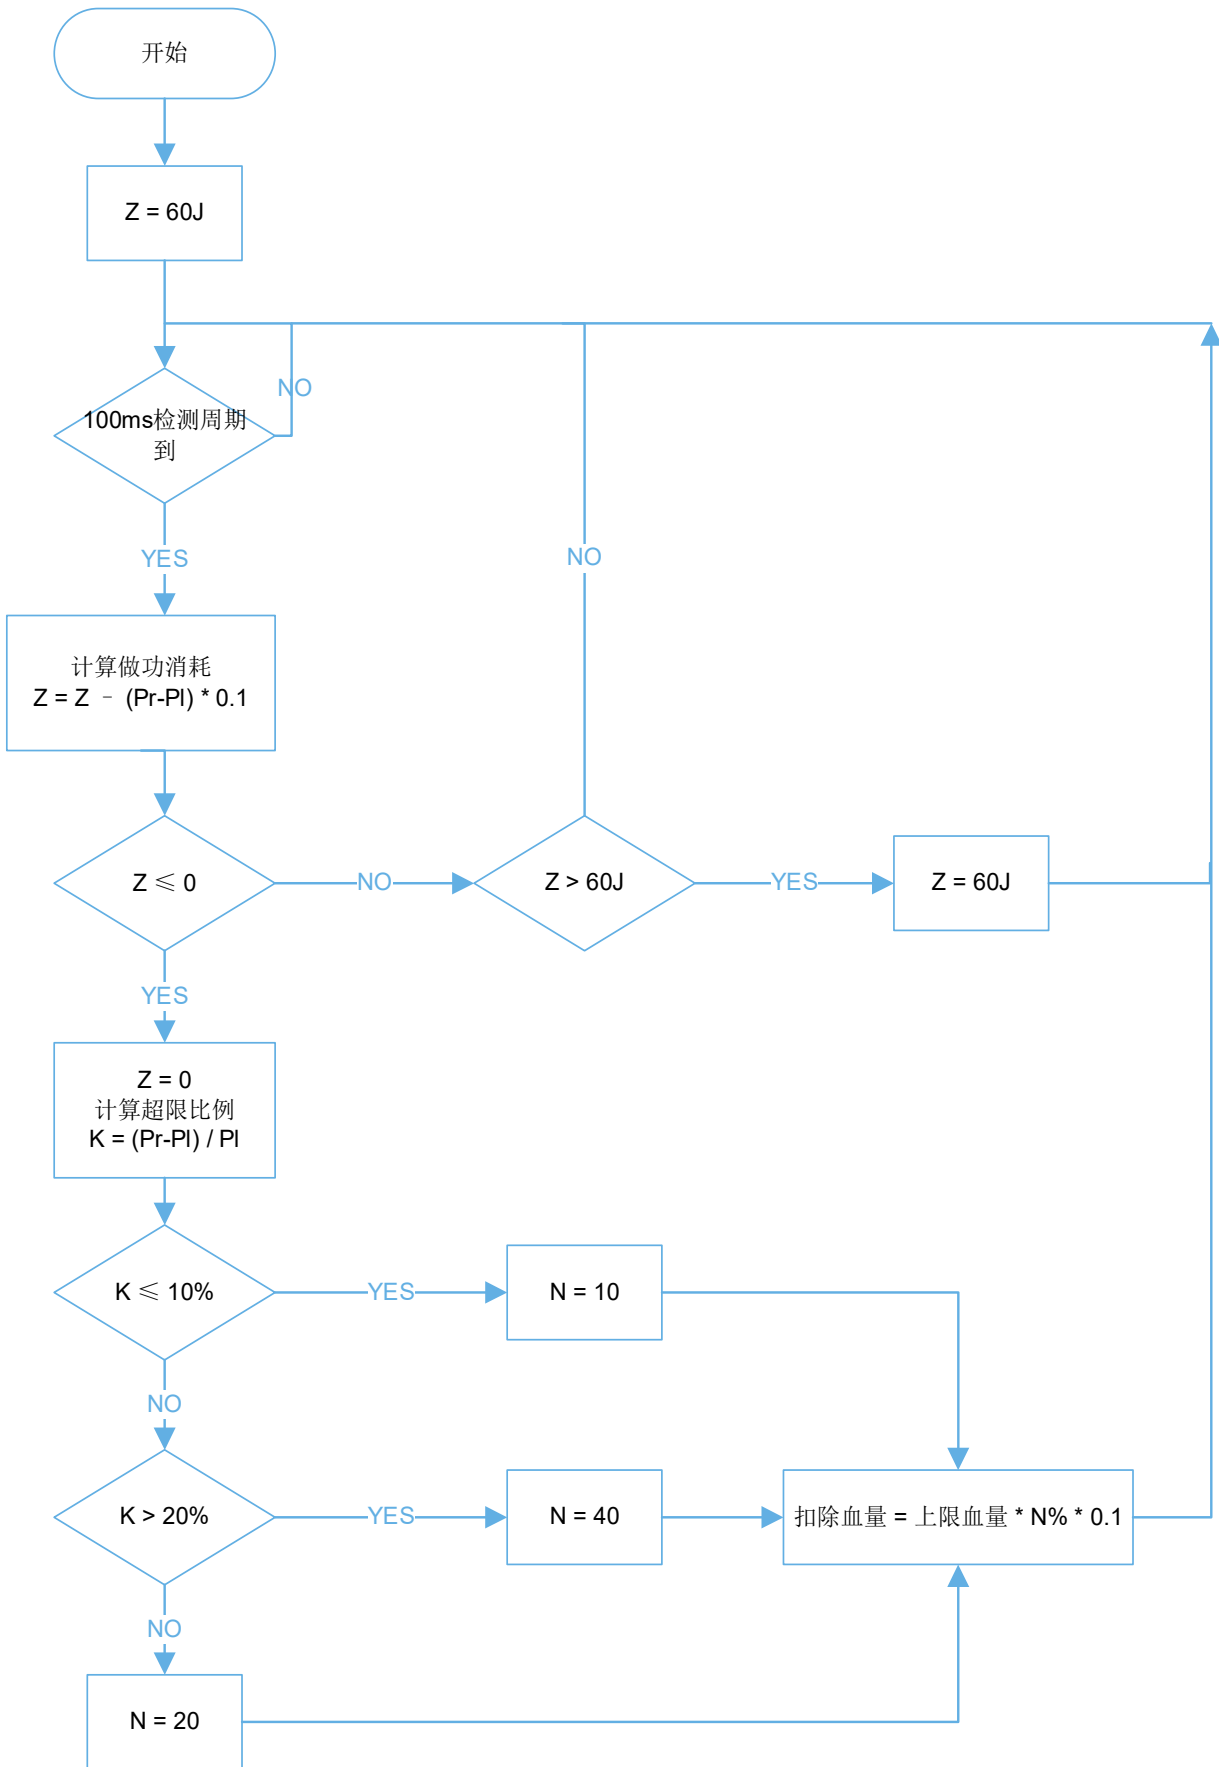 开始
Z = 60J
NO
100ms检测周期
到
YES
NO
计算做功消耗
Z = Z － (Pr-Pl) * 0.1
Z ≤ 0
NO
Z > 60J
YES
Z = 60J
YES
Z = 0
计算超限比例
K = (Pr-Pl) / Pl
K ≤ 10%
YES
N = 10
NO
K > 20%
YES
N = 40
扣除血量 = 上限血量 * N% * 0.1
NO
N = 20